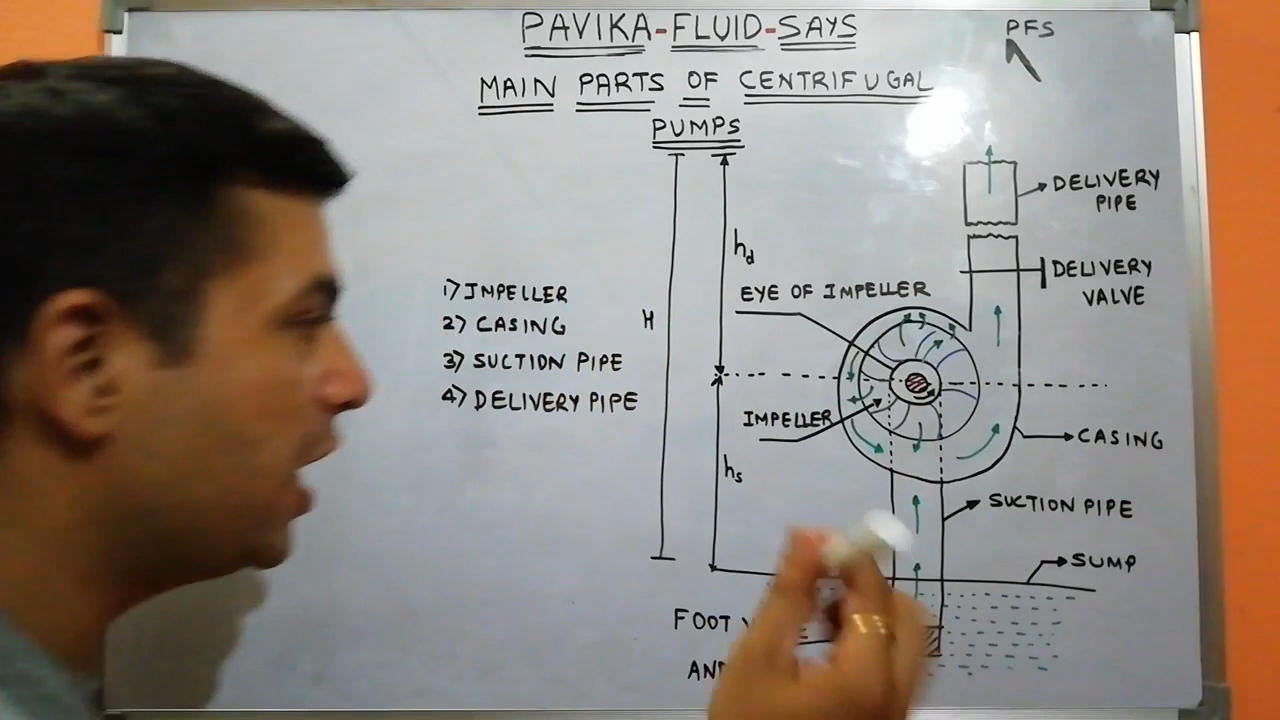 PAVIKA-FLUID-SAYS
PFS
MAIN PARTS OF CENTRIFUGAL
PUMPS
DELIVERY
PIPE
hd
DELIVERY
VALVE
EYE OF IMPELLER
1) IMPELLER
2) CASING
3) SUCTION PIPE
4) DELIVERY PIPE
H
IMPELLER
CASING
hs
SUCTION PIPE
SUMP
FOOT